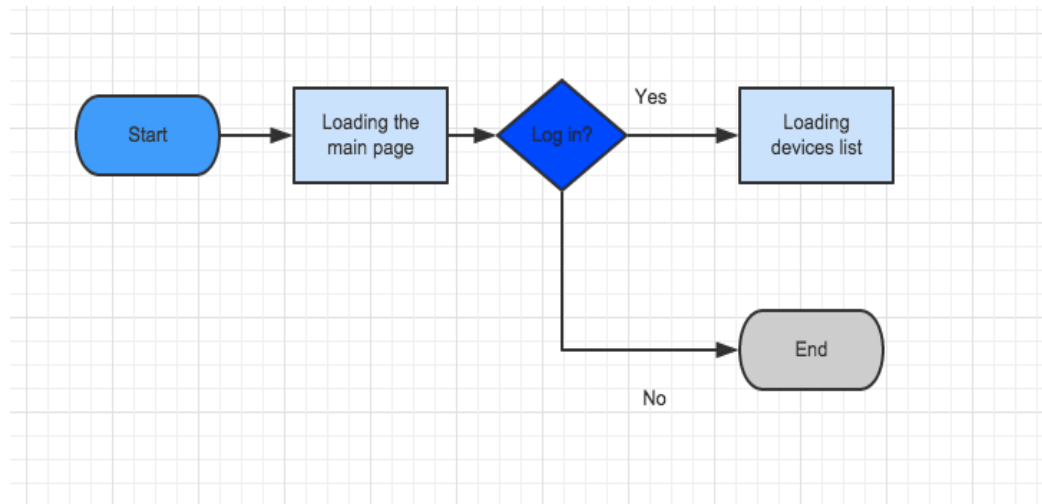 Start
Loading the
main page
Log in?
Yes
Loading
devices list
End
No